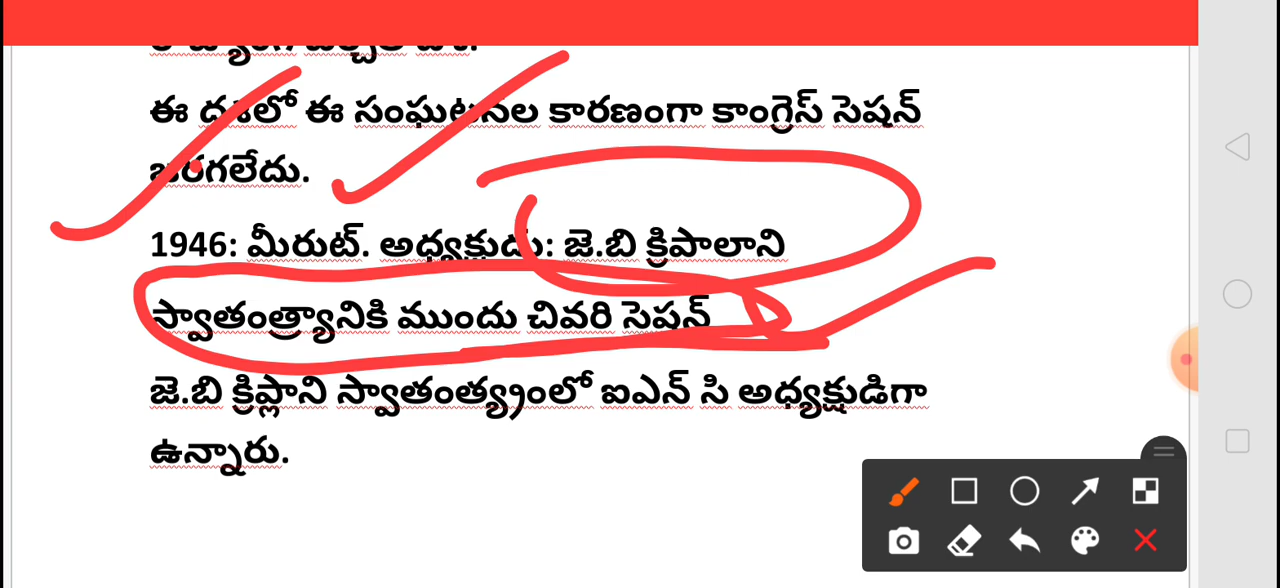 ఈ దశలో ఈ సంఘటనల కారణంగా కాంగ్రెస్ సెషన్
జరగలేదు.
1946: మీరుట్. అధ్యక్షుడు: జె.బి క్రిపాలాని
స్వాతంత్ర్యానికి ముందు చివరి సెషన్
జె.బి క్రిప్లాని స్వాతంత్య్రంలో ఐఎన్ సి అధ్యక్షుడిగా
ఉన్నారు.